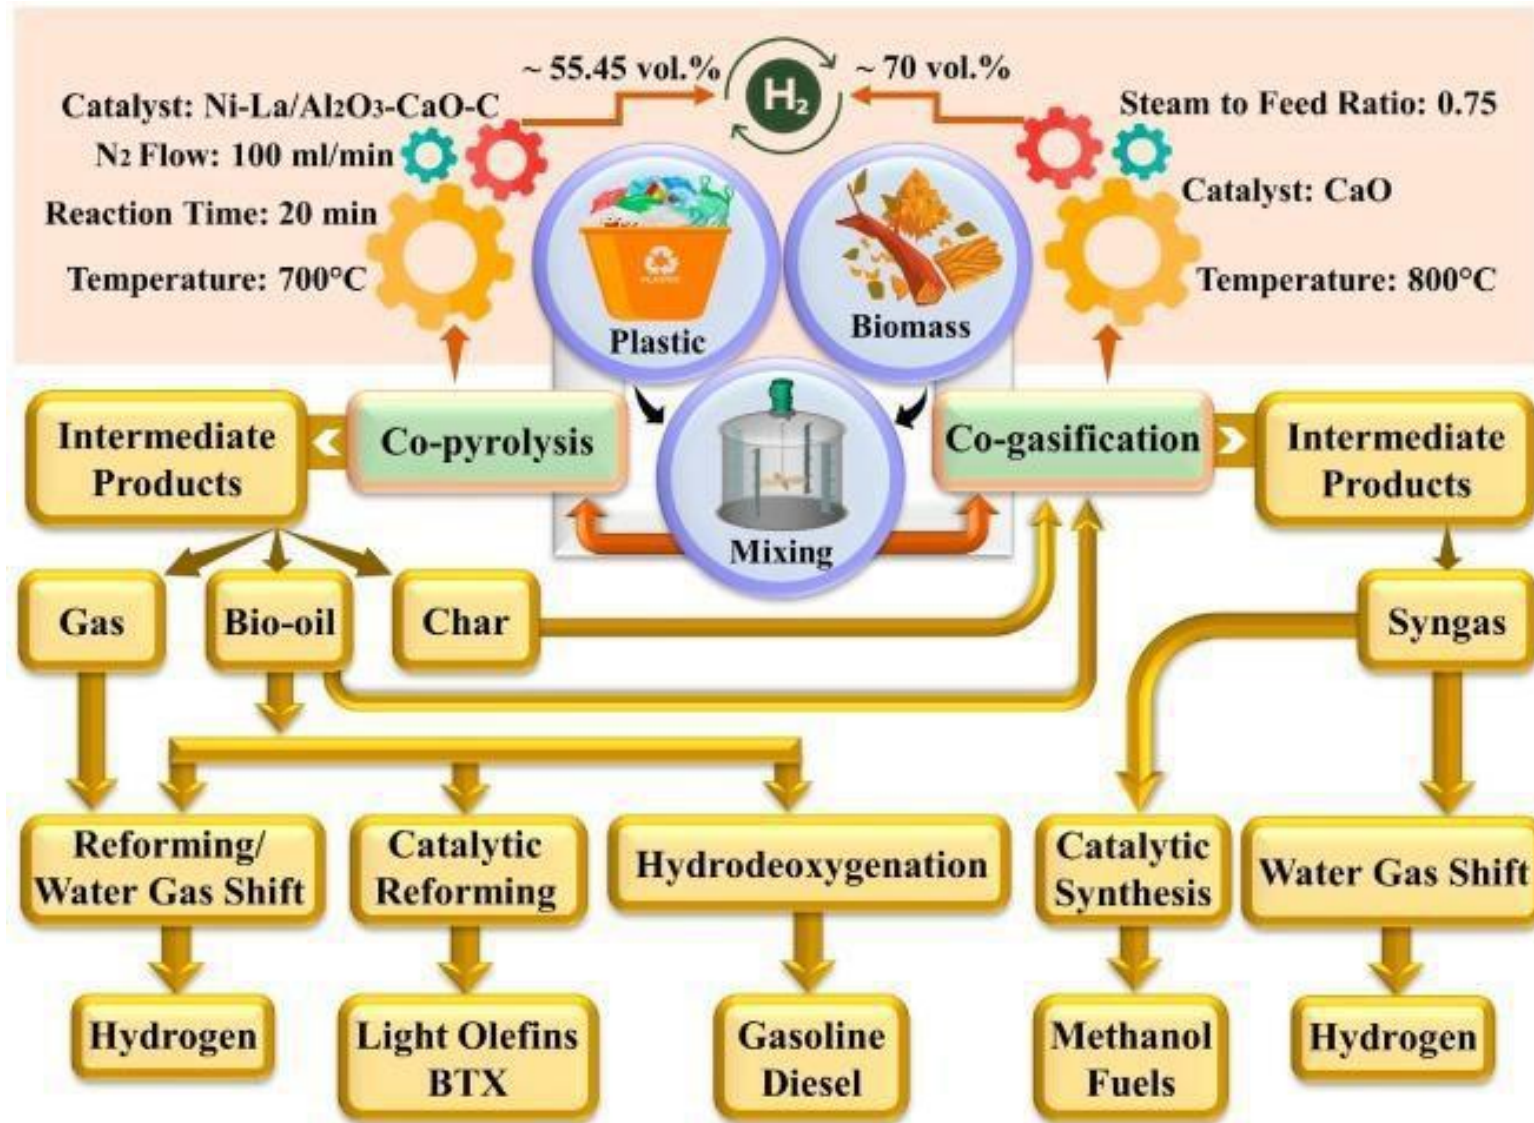 ~ 55.45 vol.%
H2
~ 70 vol.%
Catalyst: Ni-La/Al2O3-CaO-C
N2 Flow: 100 ml/min
Reaction Time: 20 min
Temperature: 700°C
Steam to Feed Ratio: 0.75
Catalyst: CaO
Temperature: 800°C
PLASTIC
Plastic
Biomass
Mixing
Intermediate
Products
Co-pyrolysis
Co-gasification
Intermediate
Products
Gas
Bio-oil
Char
Syngas
Reforming/
Water Gas Shift
Catalytic
Reforming
Hydrodeoxygenation
Catalytic
Synthesis
Water Gas Shift
Hydrogen
Light Olefins
BTX
Gasoline
Diesel
Methanol
Fuels
Hydrogen